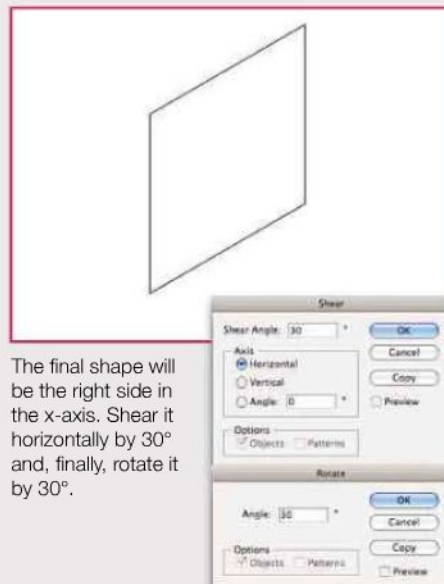 The final shape will
be the right side in
the x-axis. Shear it
horizontally by 30°
and, finally, rotate it
by 30°.
Shear
Shear Angle: 30 °
OK
Axis
Horizontal
Cancel
Vertical
Copy
Angle: 0 °
Preview
Options
Objects Patterns
Rotate
Angle: 30 °
OK
Cancel
Options
Copy
Objects Patterns
Preview